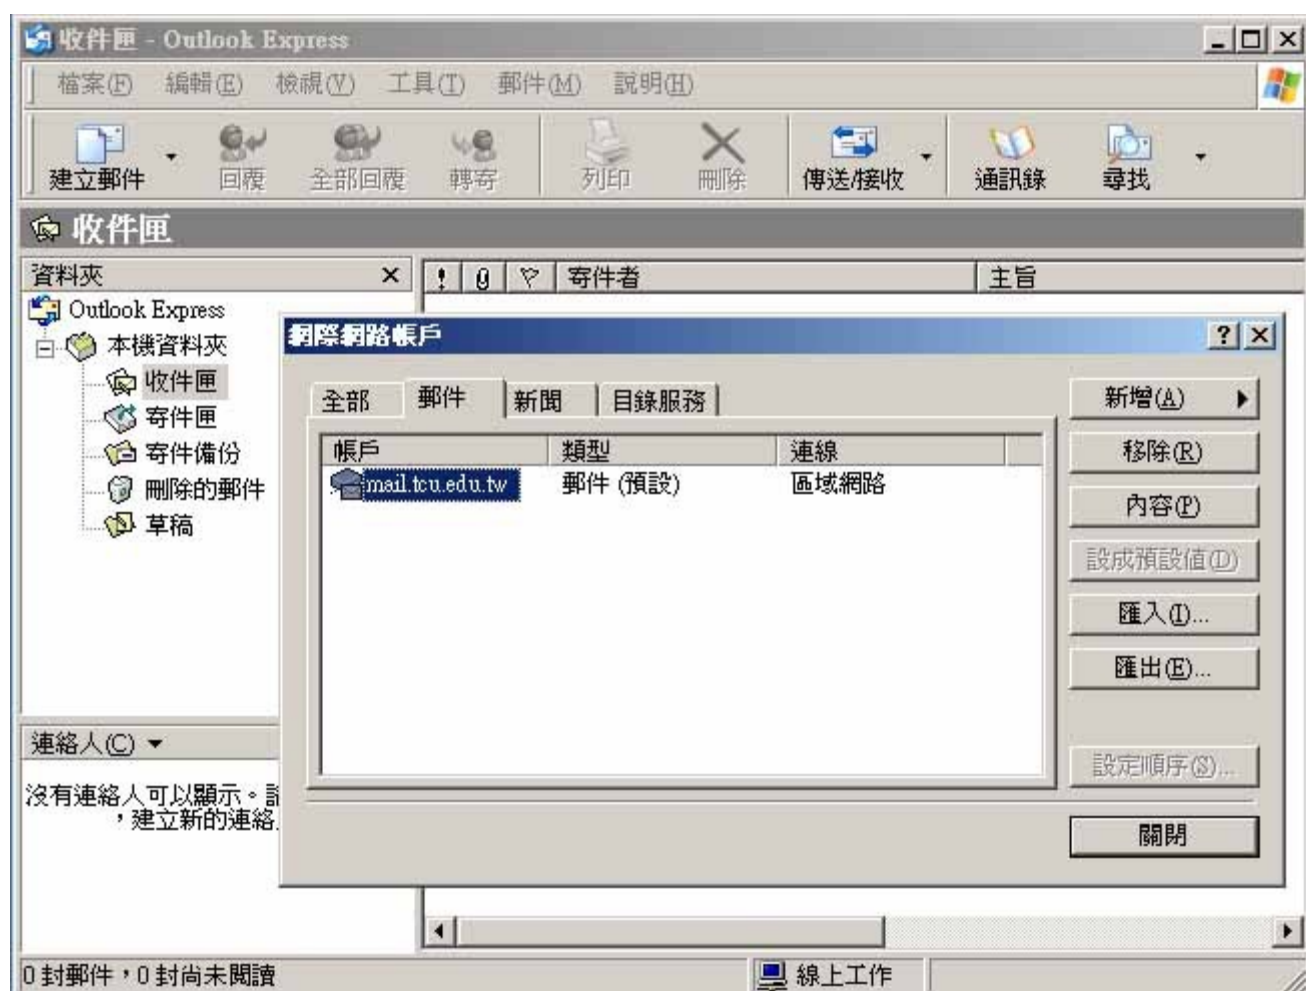 收件匣 - Outlook Express
檔案(F) 編輯(E) 檢視(V) 工具(T) 郵件(M) 說明(H)
建立郵件 回覆 全部回覆 轉寄 列印 刪除 傳送/接收 通訊錄 尋找
收件匣
資料夾
! 寄件者 主旨
Outlook Express
本機資料夾
收件匣
寄件匣
寄件備份
刪除的郵件
草稿
網際網路帳戶
全部 郵件 新聞 目錄服務
帳戶 類型 連線
mail.tcu.edu.tw 郵件 (預設) 區域網路
新增(A)
移除(R)
內容(P)
設成預設值(D)
匯入(I)...
匯出(E)...
設定順序(S)...
關閉
連絡人(C)
沒有連絡人可以顯示。
,建立新的連絡
0 封郵件,0 封尚未閱讀
線上工作